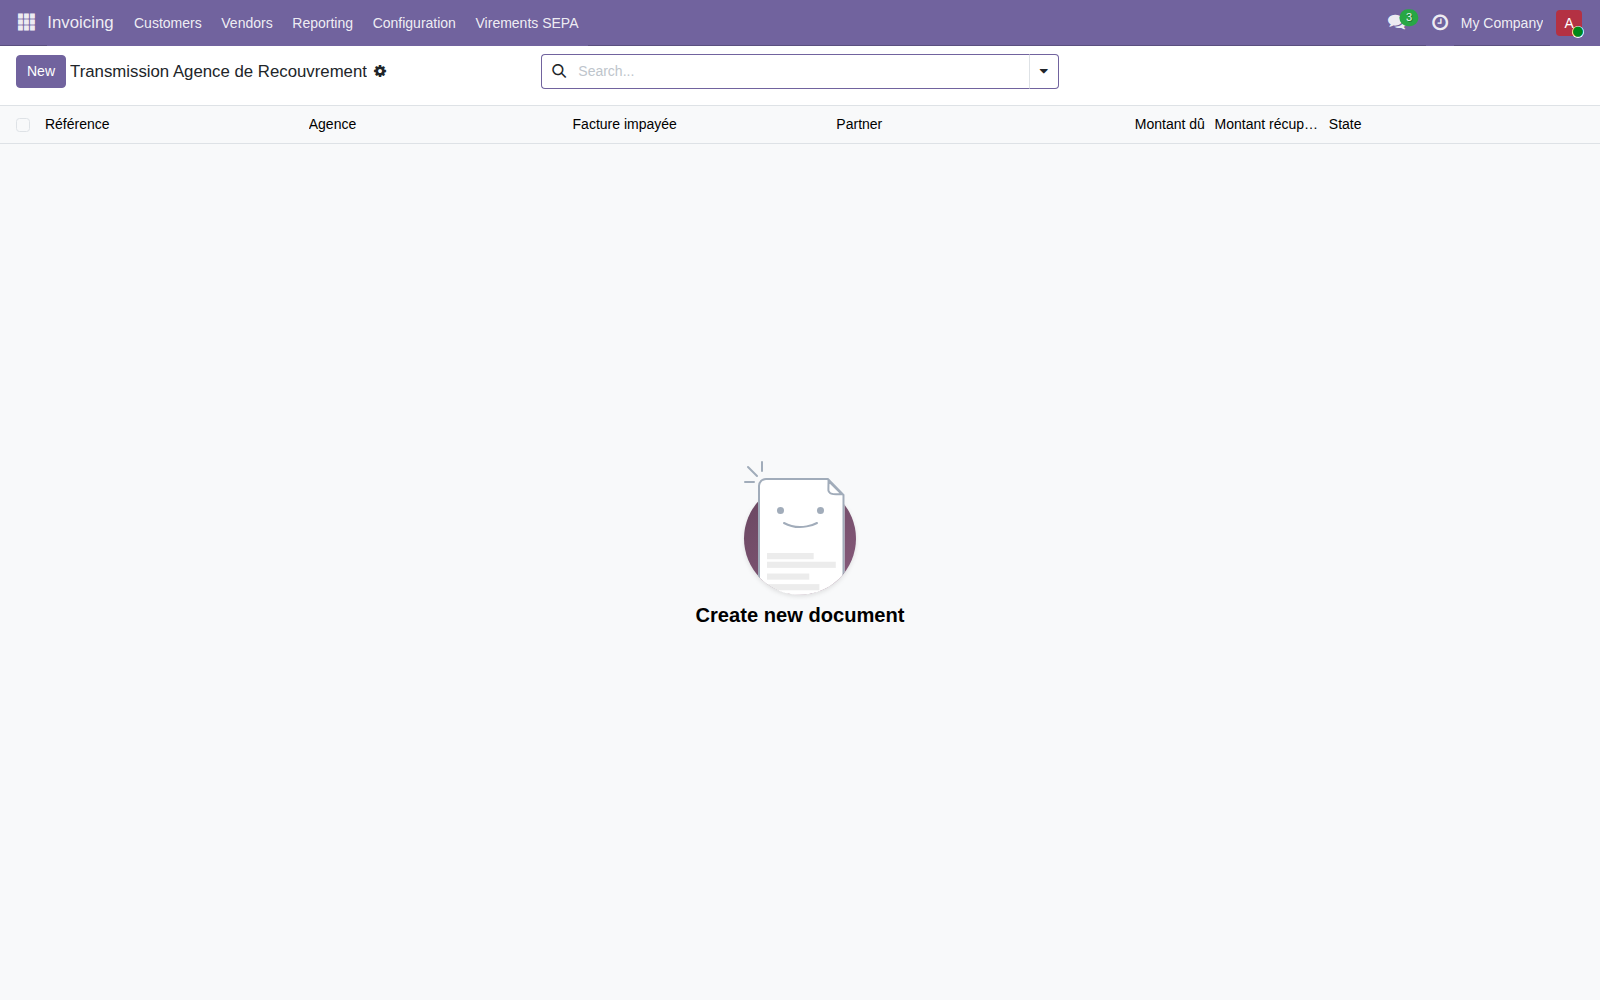 Invoicing Customers Vendors Reporting Configuration Virements SEPA 3 My Company A
New Transmission Agence de Recouvrement Search...
Référence Agence Facture impayée Partner Montant dû Montant récup… State
Create new document